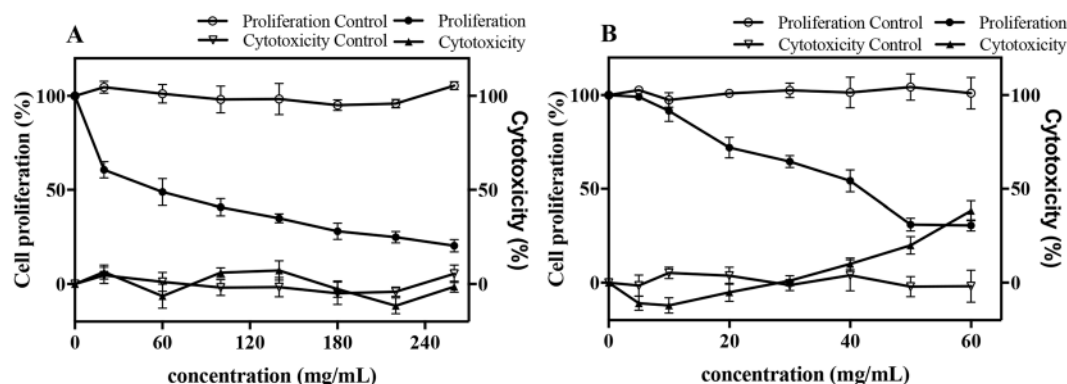 A
Proliferation Control
Proliferation
Cytotoxicity Control
Cytotoxicity
Cell proliferation (%)
100
50
0
100
50
0
Cytotoxicity (%)
0
60
120
180
240
concentration (mg/mL)
B
Proliferation Control
Proliferation
Cytotoxicity Control
Cytotoxicity
Cell proliferation (%)
100
50
0
100
50
0
Cytotoxicity (%)
0
20
40
60
concentration (mg/mL)